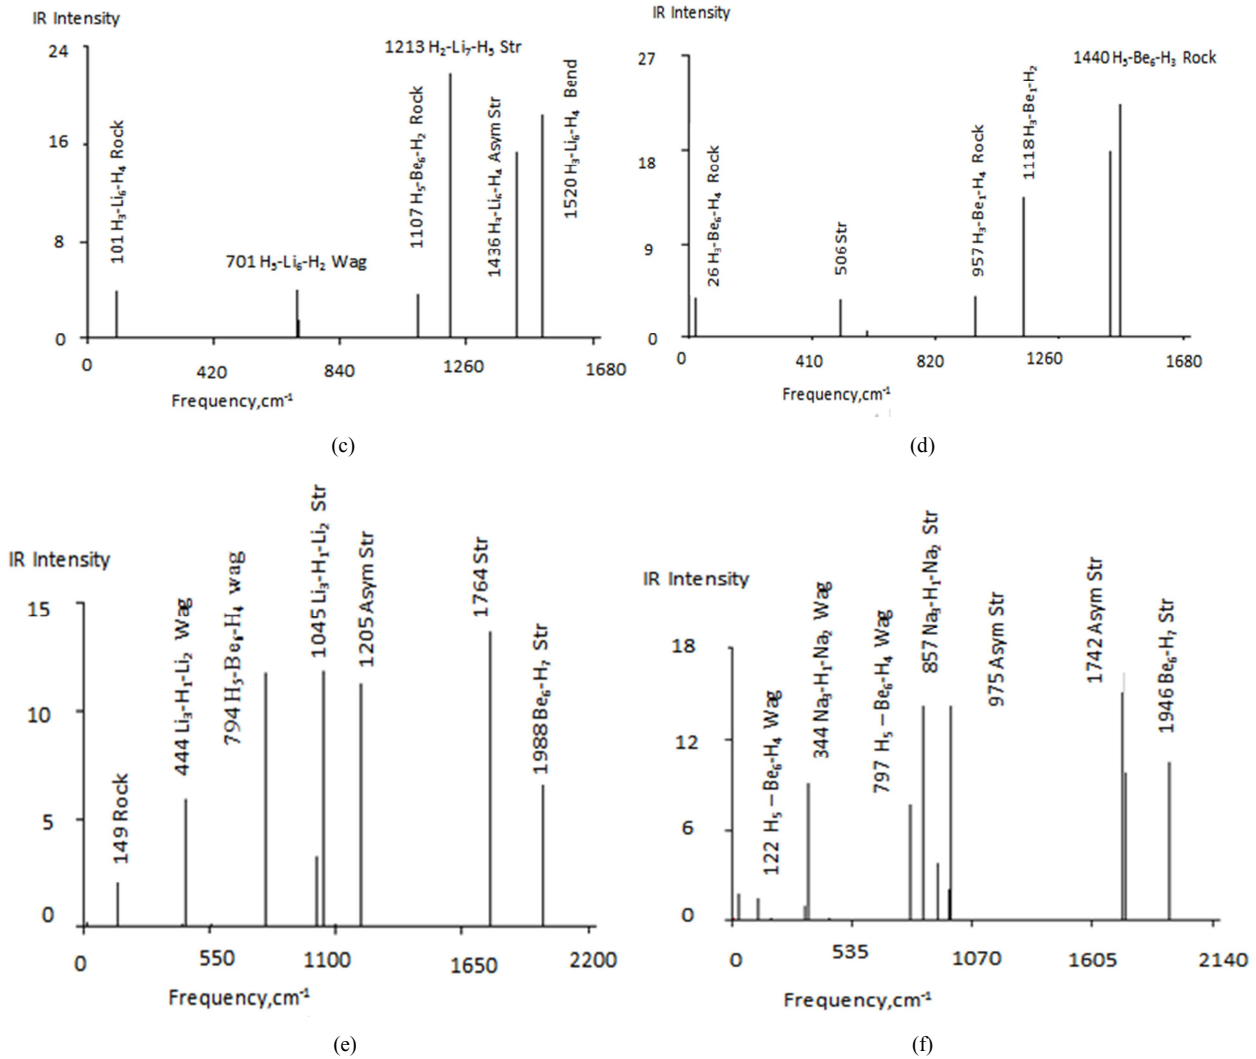 IR Intensity
24
16
8
0
101 H₃-Li₆-H₄ Rock
701 H₅-Li₆-H₂ Wag
1107 H₅-Be₆-H₂ Rock
1213 H₂-Li₇-H₅ Str
1436 H₃-Li₆-H₄ Asym Str
1520 H₃-Li₆-H₄ Bend
0 420 840 1260 1680
Frequency,cm⁻¹
(c)
IR Intensity
27
18
9
0
26 H₃-Be₆-H₄ Rock
506 Str
957 H₃-Be₁-H₄ Rock
1118 H₃-Be₁-H₂
1440 H₅-Be₆-H₃ Rock
0 410 820 1260 1680
Frequency,cm⁻¹
(d)
IR Intensity
15
10
5
0
149 Rock
444 Li₃-H₁-Li₂ Wag
794 H₅-Be₆-H₄ wag
1045 Li₃-H₁-Li₂ Str
1205 Asym Str
1764 Str
1988 Be₆-H₇ Str
0 550 1100 1650 2200
Frequency,cm⁻¹
(e)
IR Intensity
18
12
6
0
122 H₅ – Be₆-H₄ Wag
344 Na₃-H₁-Na₂ Wag
797 H₅ – Be₆-H₄ Wag
857 Na₃-H₁-Na₂ Str
975 Asym Str
1742 Asym Str
1946 Be₆-H₇ Str
0 535 1070 1605 2140
Frequency,cm⁻¹
(f)